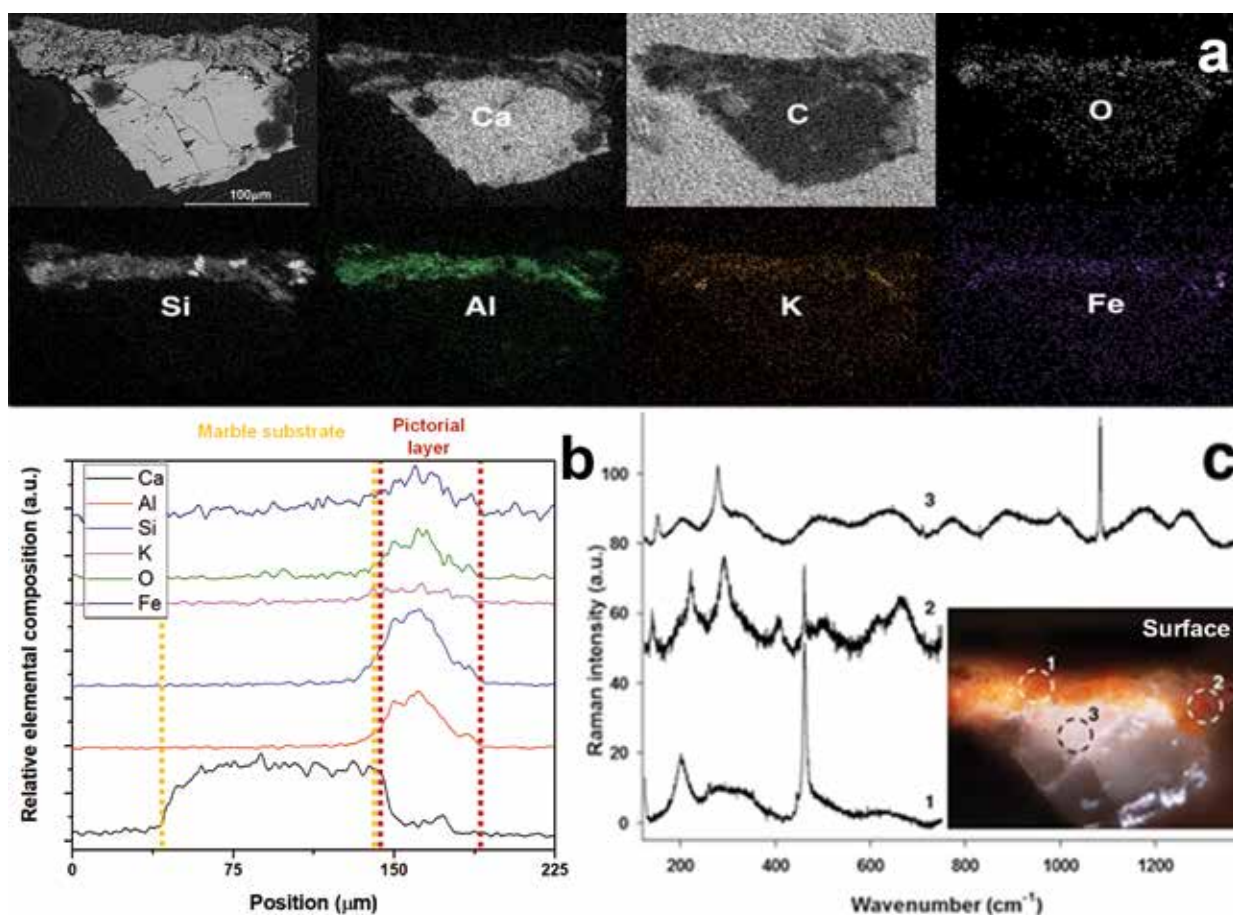 a
Ca
C
O
100μm
Si
Al
K
Fe
Marble substrate
Pictorial
layer
b
Ca
Al
Si
K
O
Fe
Relative elemental composition (a.u.)
0
75
150
225
Position (μm)
c
Raman intensity (a.u.)
100
80
60
40
20
0
3
2
1
Surface
1
2
3
200
400
600
800
1000
1200
Wavenumber (cm⁻¹)